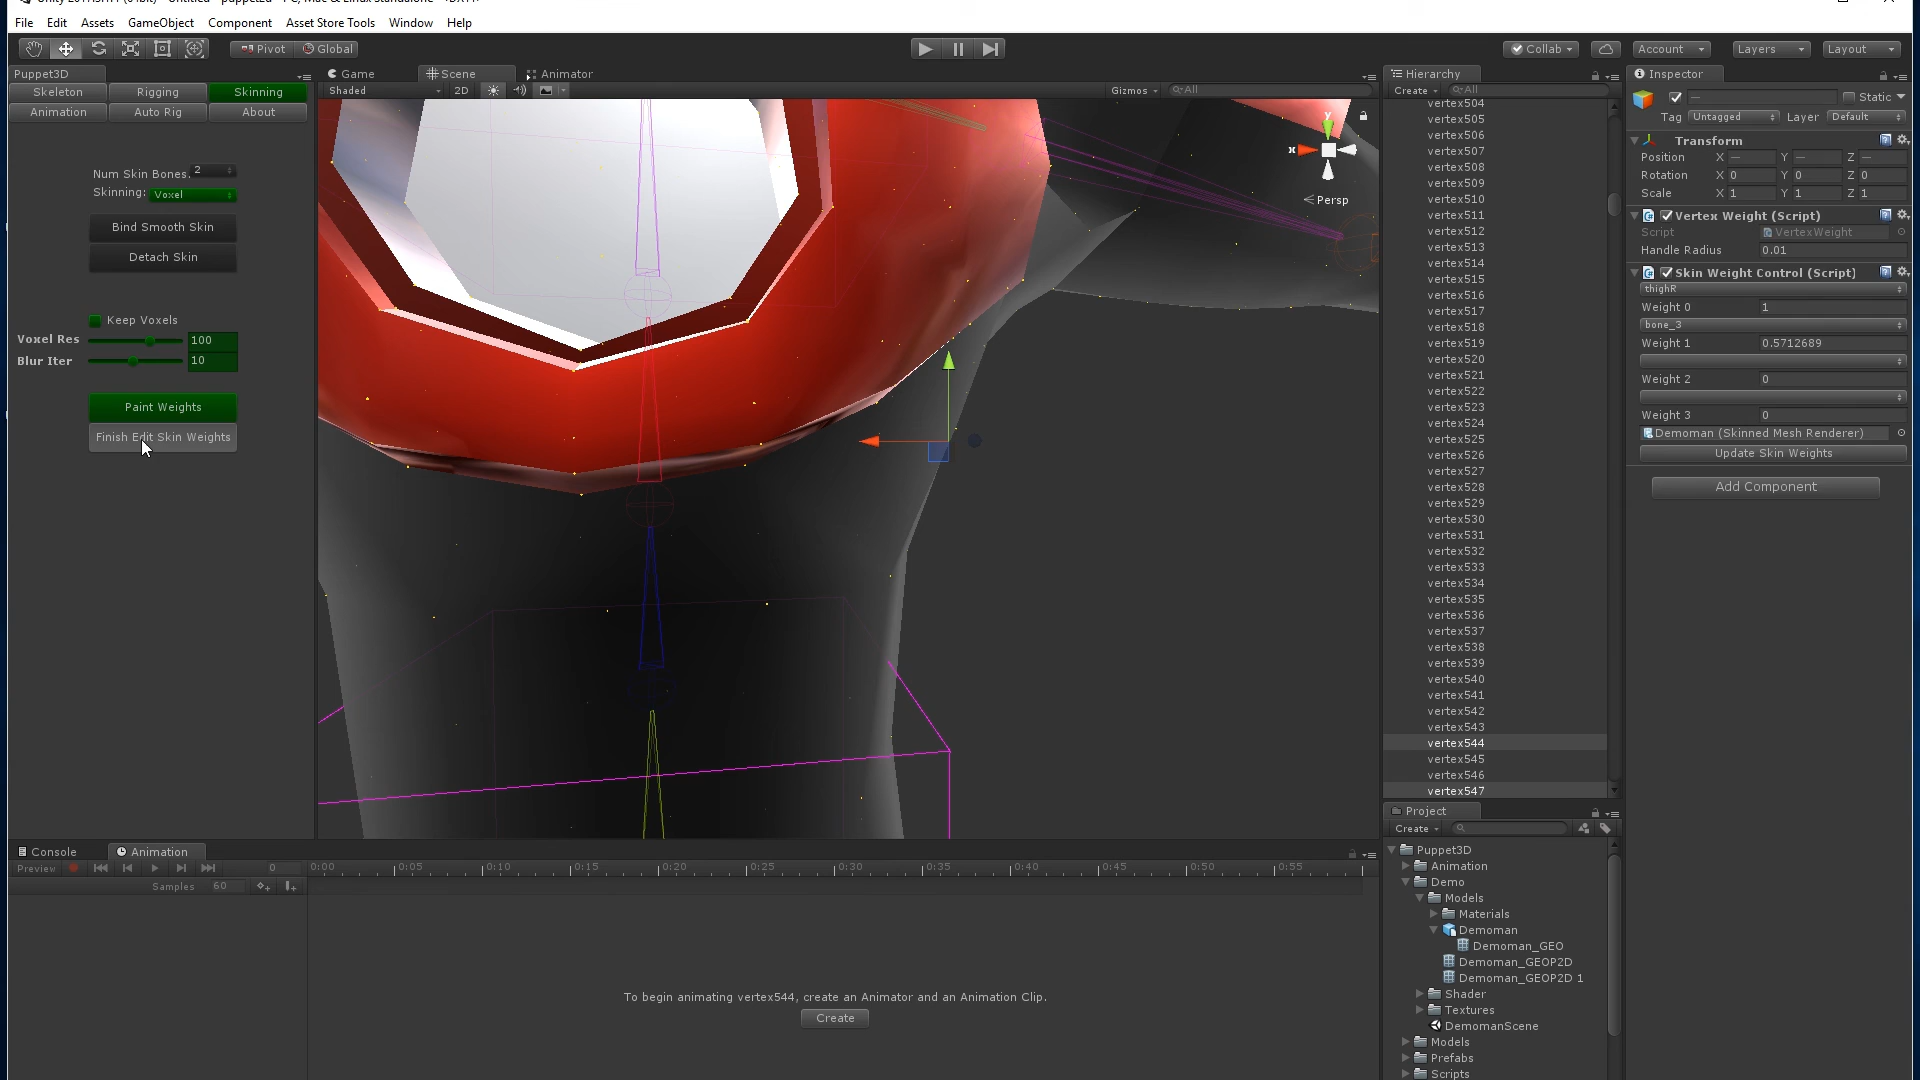 File Edit Assets GameObject Component Asset Store Tools Window Help
Pivot Global
Collab Account Layers Layout
Puppet3D
Skeleton Rigging Skinning
Animation Auto Rig About
Num Skin Bones: 2
Skinning: Voxel
Bind Smooth Skin
Detach Skin
Keep Voxels
Voxel Res 100
Blur Iter 10
Paint Weights
Finish Edit Skin Weights
Game Scene Animator
Shaded 2D Gizmos All
y
x
Persp
Hierarchy
Create All
vertex504
vertex505
vertex506
vertex507
vertex508
vertex509
vertex510
vertex511
vertex512
vertex513
vertex514
vertex515
vertex516
vertex517
vertex518
vertex519
vertex520
vertex521
vertex522
vertex523
vertex524
vertex525
vertex526
vertex527
vertex528
vertex529
vertex530
vertex531
vertex532
vertex533
vertex534
vertex535
vertex536
vertex537
vertex538
vertex539
vertex540
vertex541
vertex542
vertex543
vertex544
vertex545
vertex546
vertex547
Inspector
— Static
Tag Untagged Layer Default
Transform
Position X — Y — Z —
Rotation X 0 Y 0 Z 0
Scale X 1 Y 1 Z 1
Vertex Weight (Script)
Script VertexWeight
Handle Radius 0.01
Skin Weight Control (Script)
thighR
Weight 0 1
bone_3
Weight 1 0.5712689
Weight 2 0
Weight 3 0
Demoman (Skinned Mesh Renderer)
Update Skin Weights
Add Component
Project
Create
Puppet3D
Animation
Demo
Models
Materials
Demoman
Demoman_GEO
Demoman_GEOP2D
Demoman_GEOP2D 1
Shader
Textures
DemomanScene
Models
Prefabs
Scripts
Console Animation
Preview 0 0:00 0:05 0:10 0:15 0:20 0:25 0:30 0:35 0:40 0:45 0:50 0:55
Samples 60
To begin animating vertex544, create an Animator and an Animation Clip.
Create